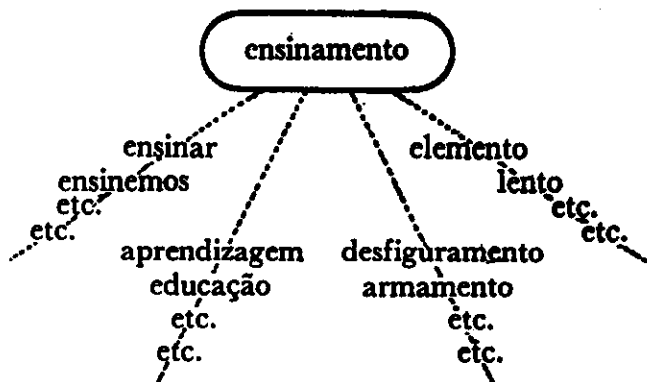 ensinamento
ensinar
ensinemos
etc.
etc.
aprendizagem
educação
etc.
etc.
desfiguramento
armamento
etc.
etc.
elemento
lento
etc.
etc.